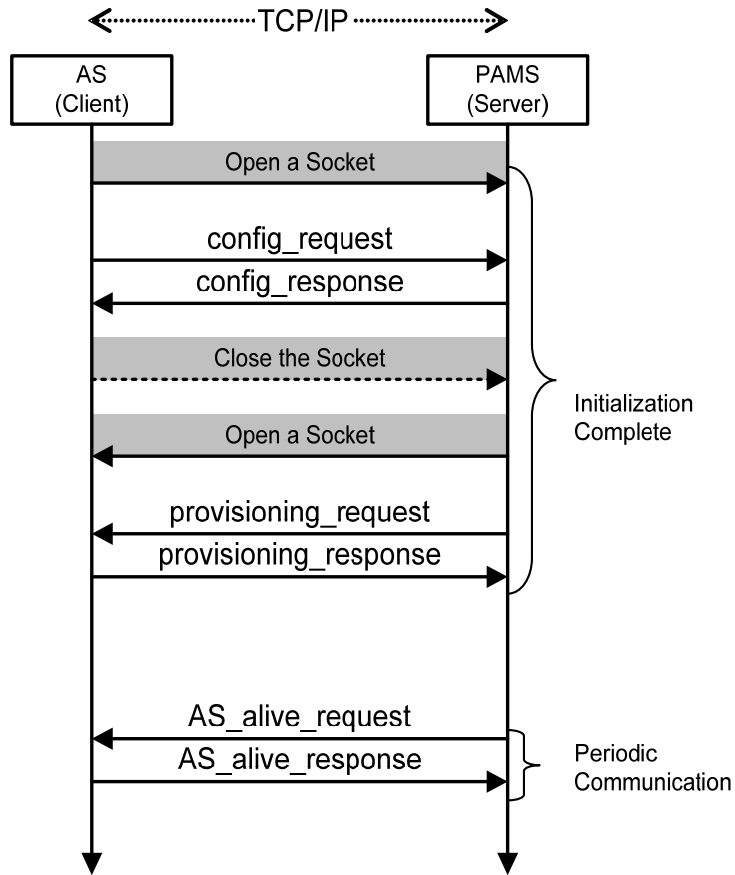 TCP/IP
AS
(Client)
PAMS
(Server)
Open a Socket
config_request
config_response
Close the Socket
Open a Socket
Initialization
Complete
provisioning_request
provisioning_response
AS_alive_request
AS_alive_response
Periodic
Communication